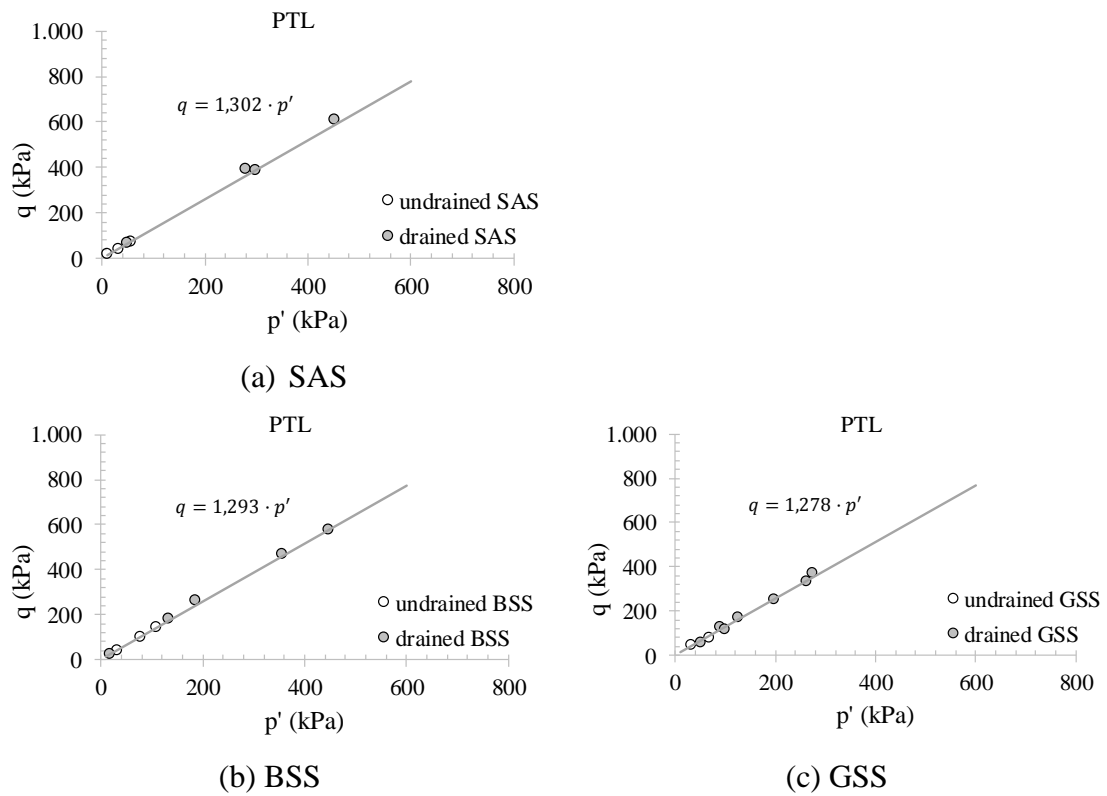 PTL
1.000
800
600
400
200
0
q (kPa)
q = 1,302 · p′
undrained SAS
drained SAS
0 200 400 600 800
p' (kPa)
(a) SAS
PTL
1.000
800
600
400
200
0
q (kPa)
q = 1,293 · p′
undrained BSS
drained BSS
0 200 400 600 800
p' (kPa)
(b) BSS
PTL
1.000
800
600
400
200
0
q (kPa)
q = 1,278 · p′
undrained GSS
drained GSS
0 200 400 600 800
p' (kPa)
(c) GSS